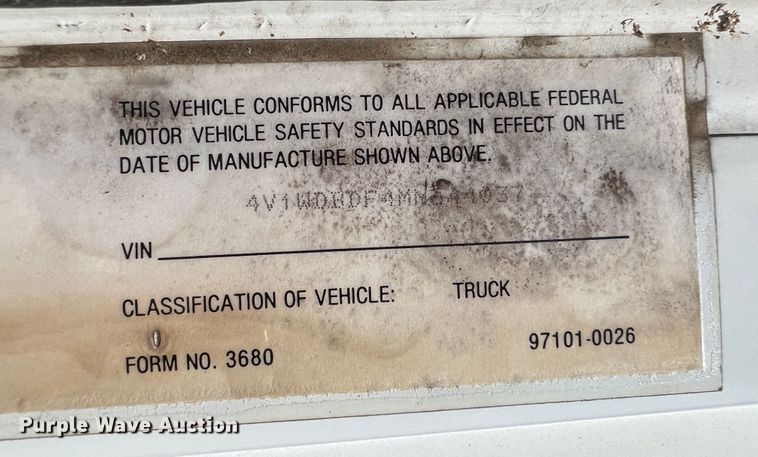 THIS VEHICLE CONFORMS TO ALL APPLICABLE FEDERAL
MOTOR VEHICLE SAFETY STANDARDS IN EFFECT ON THE
DATE OF MANUFACTURE SHOWN ABOVE.
VIN
CLASSIFICATION OF VEHICLE: TRUCK
FORM NO. 3680 97101-0026
Purple Wave Auction